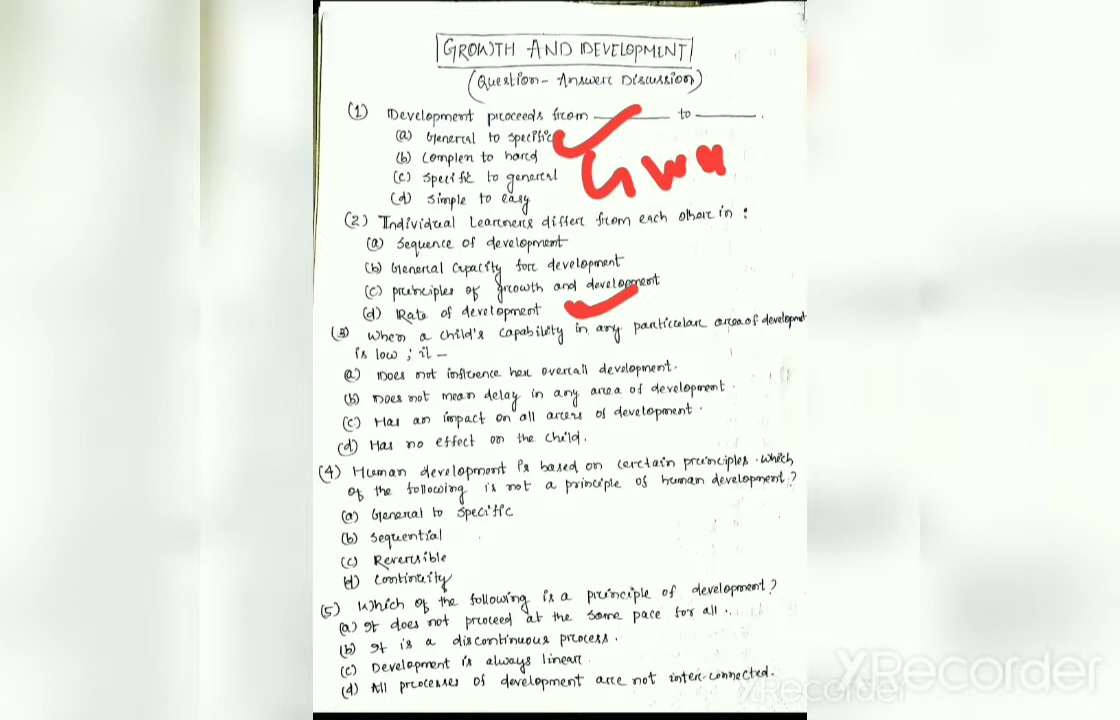 GROWTH AND DEVELOPMENT
(Question - Answer Discussion)
(1) Development proceeds from ________ to ________.
(a) General to specific
(b) Complen to hard
(c) Specific to general
(d) Simple to easy
(2) Individual Learners differ from each other in :
(a) Sequence of development
(b) General Capacity for development
(c) principles of growth and development
(d) Rate of development
(3) When a child's capability in any particular area of development
is low ; it —
(a) Does not influence her overall development.
(b) Does not mean delay in any area of development.
(c) Has an impact on all areas of development.
(d) Has no effect on the child.
(4) Human development is based on certain principles. Which
of the following is not a principle of human development?
(a) General to specific
(b) Sequential
(c) Reversible
(d) Continuity
(5) Which of the following is a principle of development?
(a) It does not proceed at the same pace for all.
(b) It is a discontinuous process.
(c) Development is always linear.
(d) All processes of development are not inter-connected.
XRecorder
XRecorder